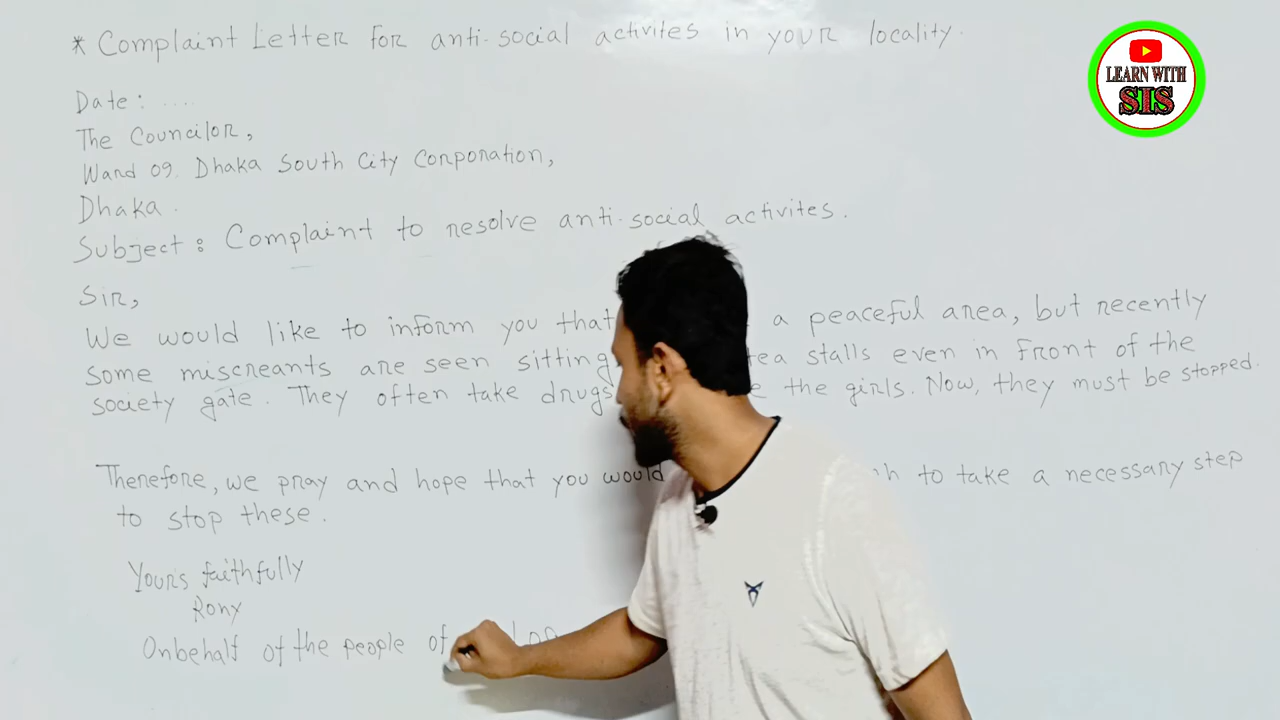 * Complaint Letter For anti-social activites in your locality.
LEARN WITH
SIS
Date: ....
The Councilor,
Ward 09. Dhaka South City Corporation,
Dhaka.
Subject: Complaint to resolve anti-social activites.
Sir,
We would like to inform you that a peaceful area, but recently
some miscreants are seen sitting tea stalls even in front of the
society gate. They often take drugs the girls. Now, they must be stopped.
Therefore, we pray and hope that you would to take a necessary step
to stop these.
Yours faithfully
Rony
Onbehalf of the people of